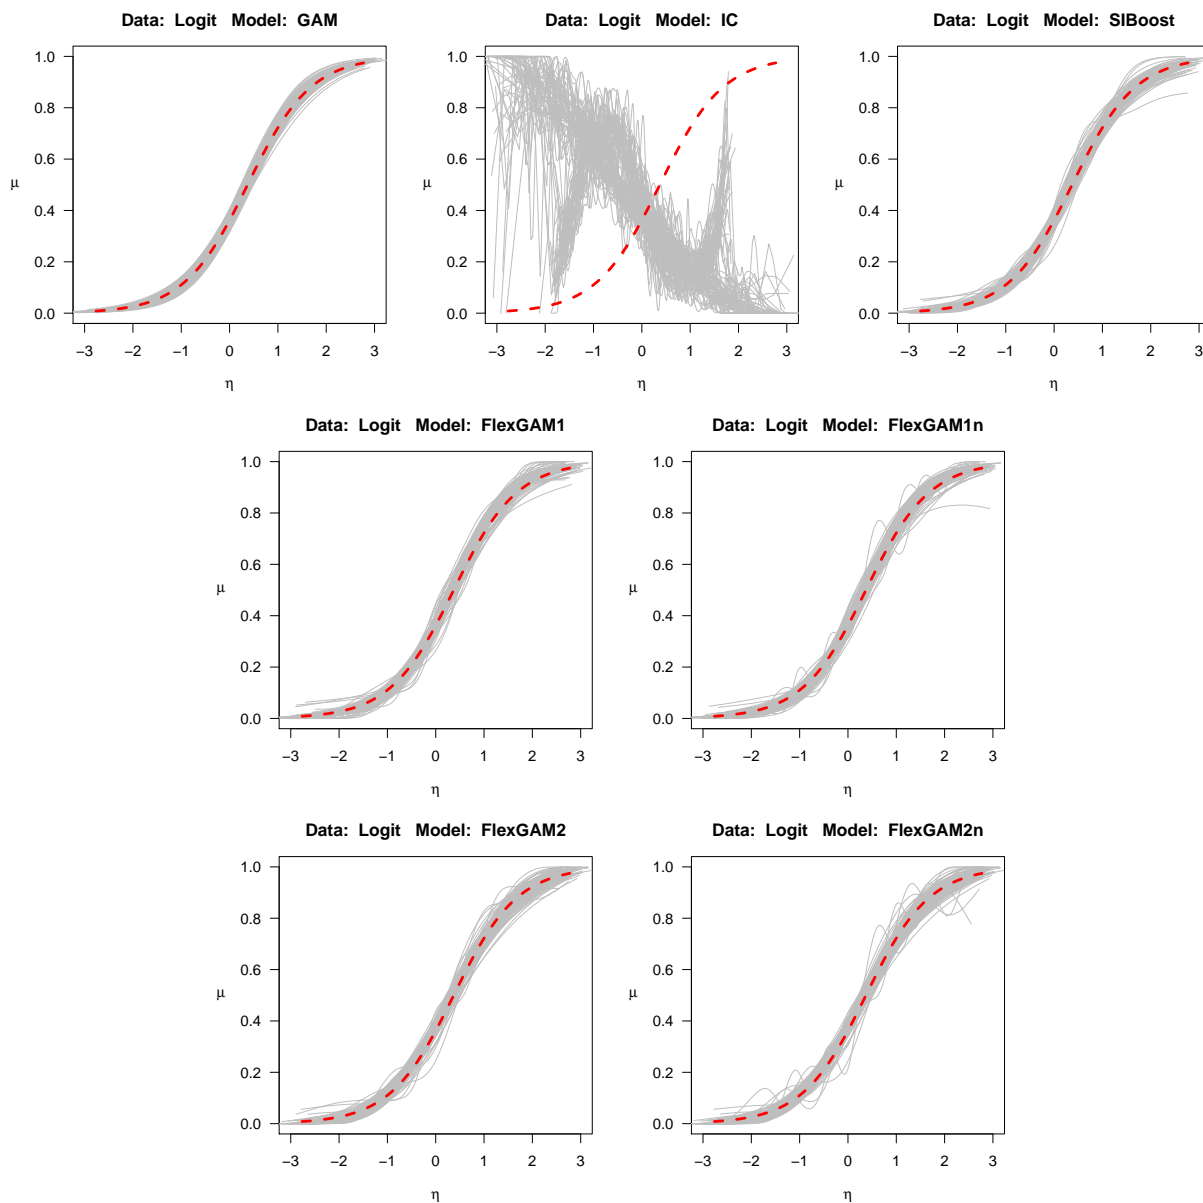 Data: Logit Model: GAM
Data: Logit Model: IC
Data: Logit Model: SIBoost
1.0 1.0 1.0
0.8 0.8 0.8
0.6 0.6 0.6
μ μ μ
0.4 0.4 0.4
0.2 0.2 0.2
0.0 0.0 0.0
−3 −2 −1 0 1 2 3 −3 −2 −1 0 1 2 3 −3 −2 −1 0 1 2 3
η η η
Data: Logit Model: FlexGAM1
Data: Logit Model: FlexGAM1n
1.0 1.0
0.8 0.8
0.6 0.6
μ μ
0.4 0.4
0.2 0.2
0.0 0.0
−3 −2 −1 0 1 2 3 −3 −2 −1 0 1 2 3
η η
Data: Logit Model: FlexGAM2
Data: Logit Model: FlexGAM2n
1.0 1.0
0.8 0.8
0.6 0.6
μ μ
0.4 0.4
0.2 0.2
0.0 0.0
−3 −2 −1 0 1 2 3 −3 −2 −1 0 1 2 3
η η